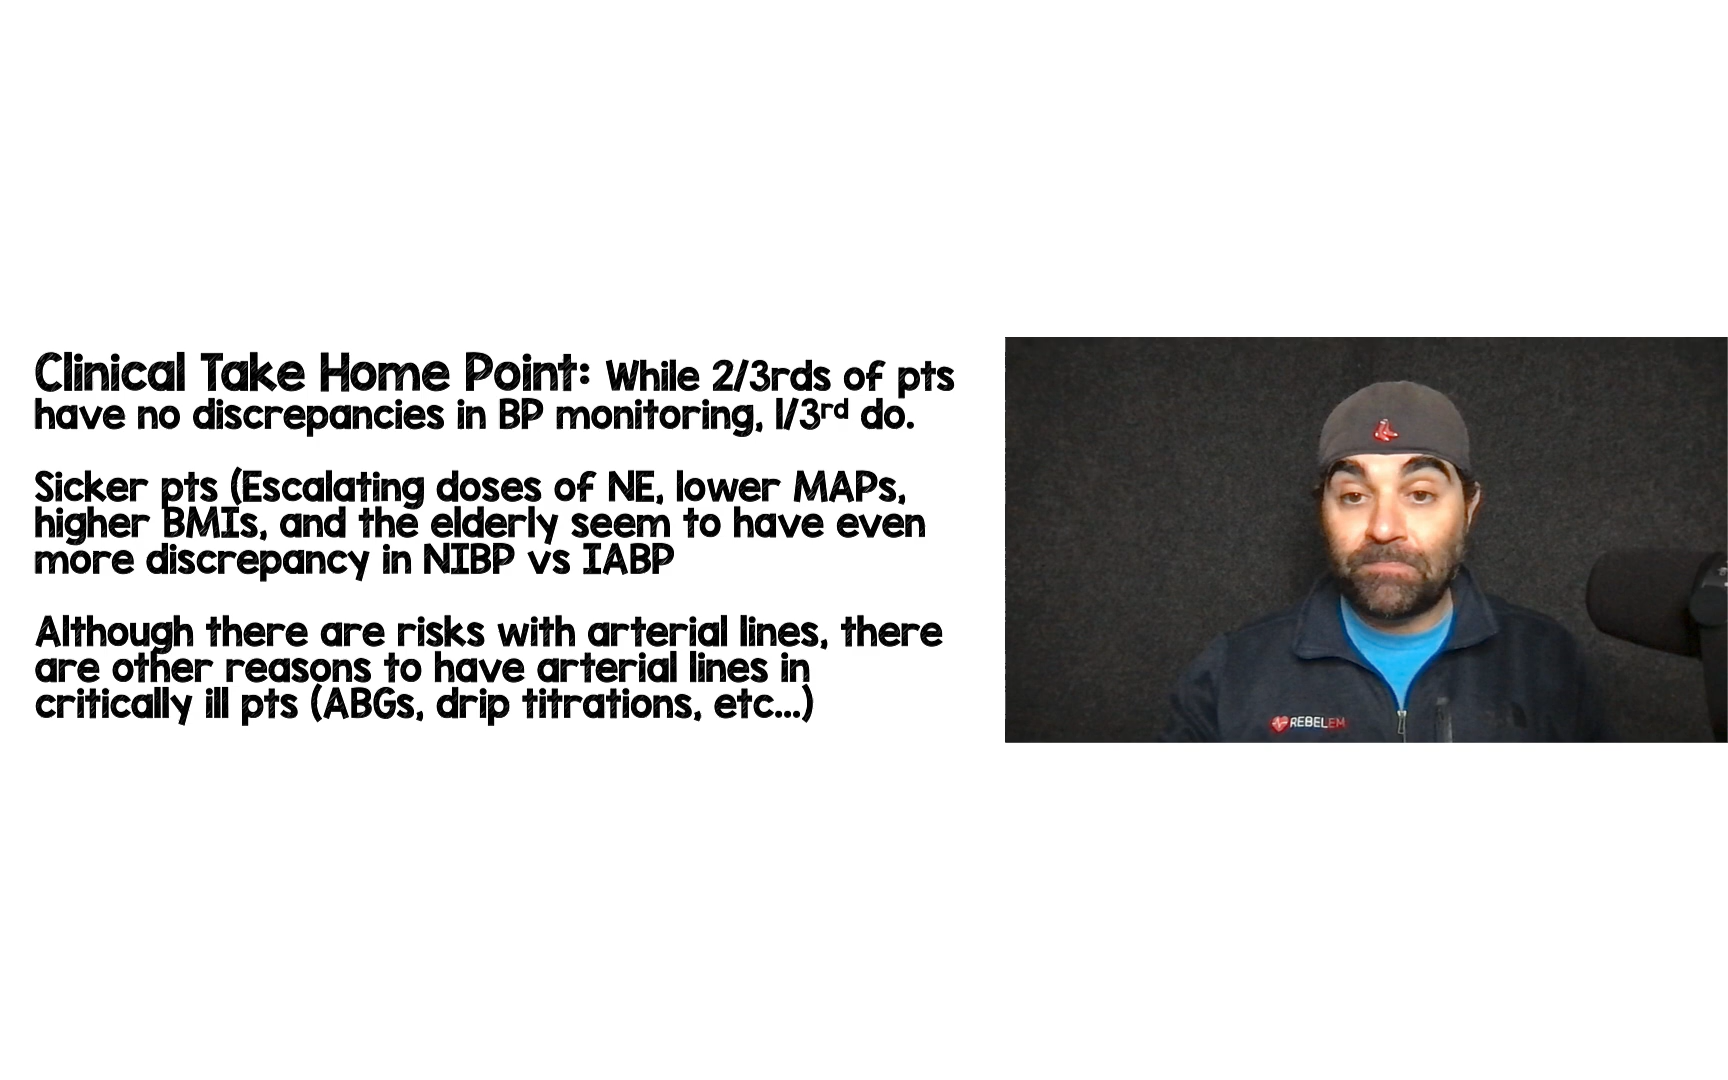 Clinical Take Home Point: While 2/3rds of pts
have no discrepancies in BP monitoring, 1/3rd do.
Sicker pts (Escalating doses of NE, lower MAPs,
higher BMIs, and the elderly seem to have even
more discrepancy in NIBP vs IABP
Although there are risks with arterial lines, there
are other reasons to have arterial lines in
critically ill pts (ABGs, drip titrations, etc...)
REBELEM